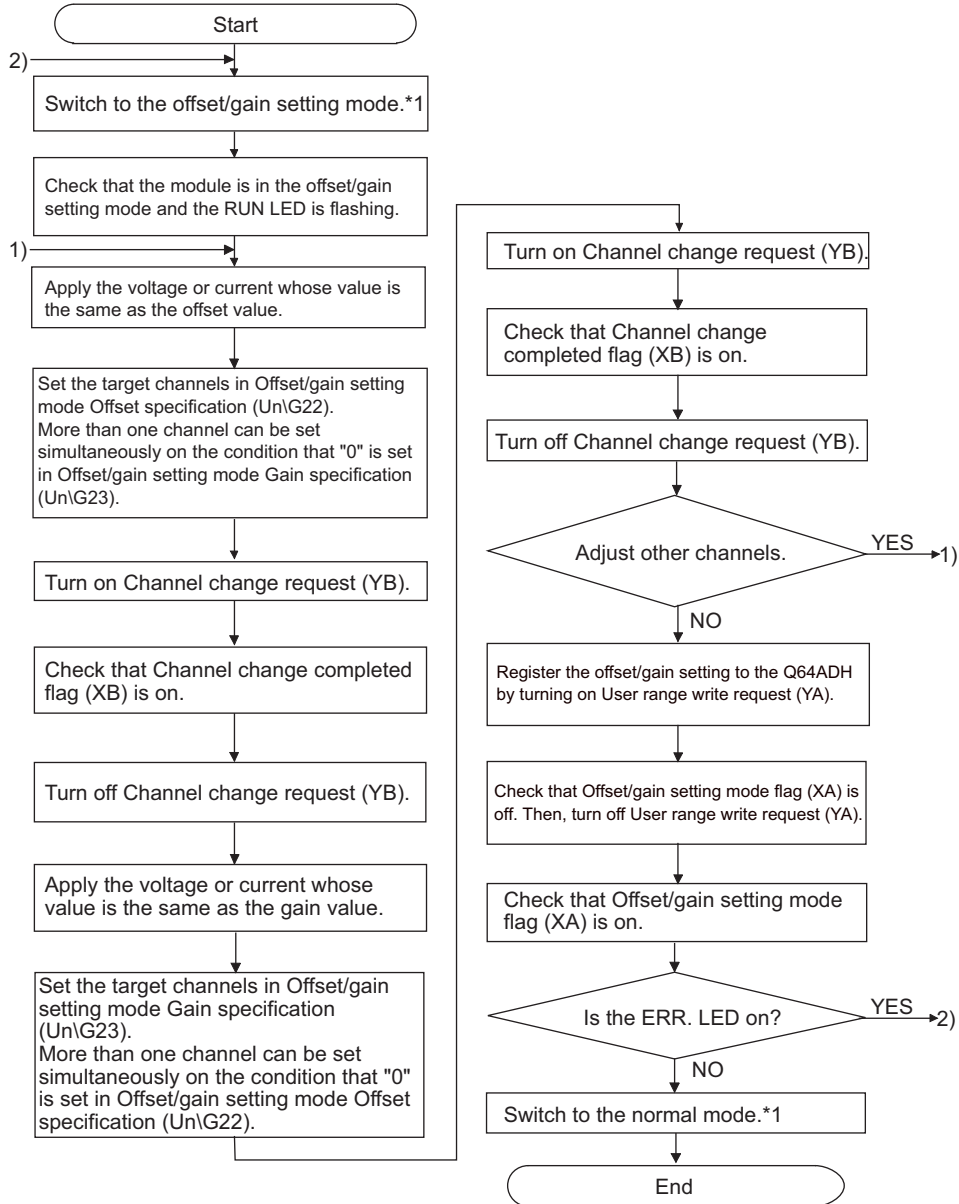 Start
2)
Switch to the offset/gain setting mode.*1
Check that the module is in the offset/gain
setting mode and the RUN LED is flashing.
1)
Apply the voltage or current whose value is
the same as the offset value.
Set the target channels in Offset/gain setting
mode Offset specification (Un\G22).
More than one channel can be set
simultaneously on the condition that "0" is set
in Offset/gain setting mode Gain specification
(Un\G23).
Turn on Channel change request (YB).
Check that Channel change completed
flag (XB) is on.
Turn off Channel change request (YB).
Apply the voltage or current whose
value is the same as the gain value.
Set the target channels in Offset/gain
setting mode Gain specification
(Un\G23).
More than one channel can be set
simultaneously on the condition that "0"
is set in Offset/gain setting mode Offset
specification (Un\G22).
Turn on Channel change request (YB).
Check that Channel change
completed flag (XB) is on.
Turn off Channel change request (YB).
Adjust other channels.
YES
1)
NO
Register the offset/gain setting to the Q64ADH
by turning on User range write request (YA).
Check that Offset/gain setting mode flag (XA) is
off. Then, turn off User range write request (YA).
Check that Offset/gain setting mode
flag (XA) is on.
Is the ERR. LED on?
YES
2)
NO
Switch to the normal mode.*1
End